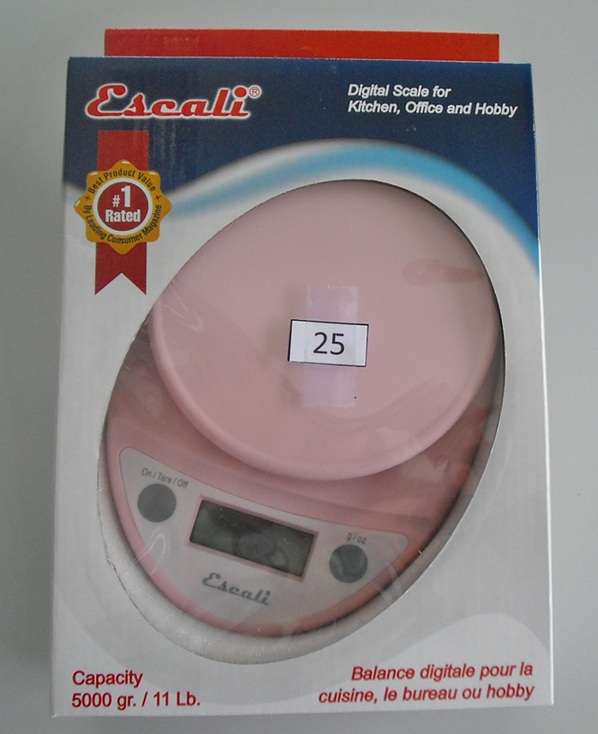 Escali®
Digital Scale for
Kitchen, Office and Hobby
Best Product Value
#1
Rated
By Leading Consumer Magazine
25
On / Tare / Off
g / oz
Escali
Capacity
5000 gr. / 11 Lb.
Balance digitale pour la
cuisine, le bureau ou hobby